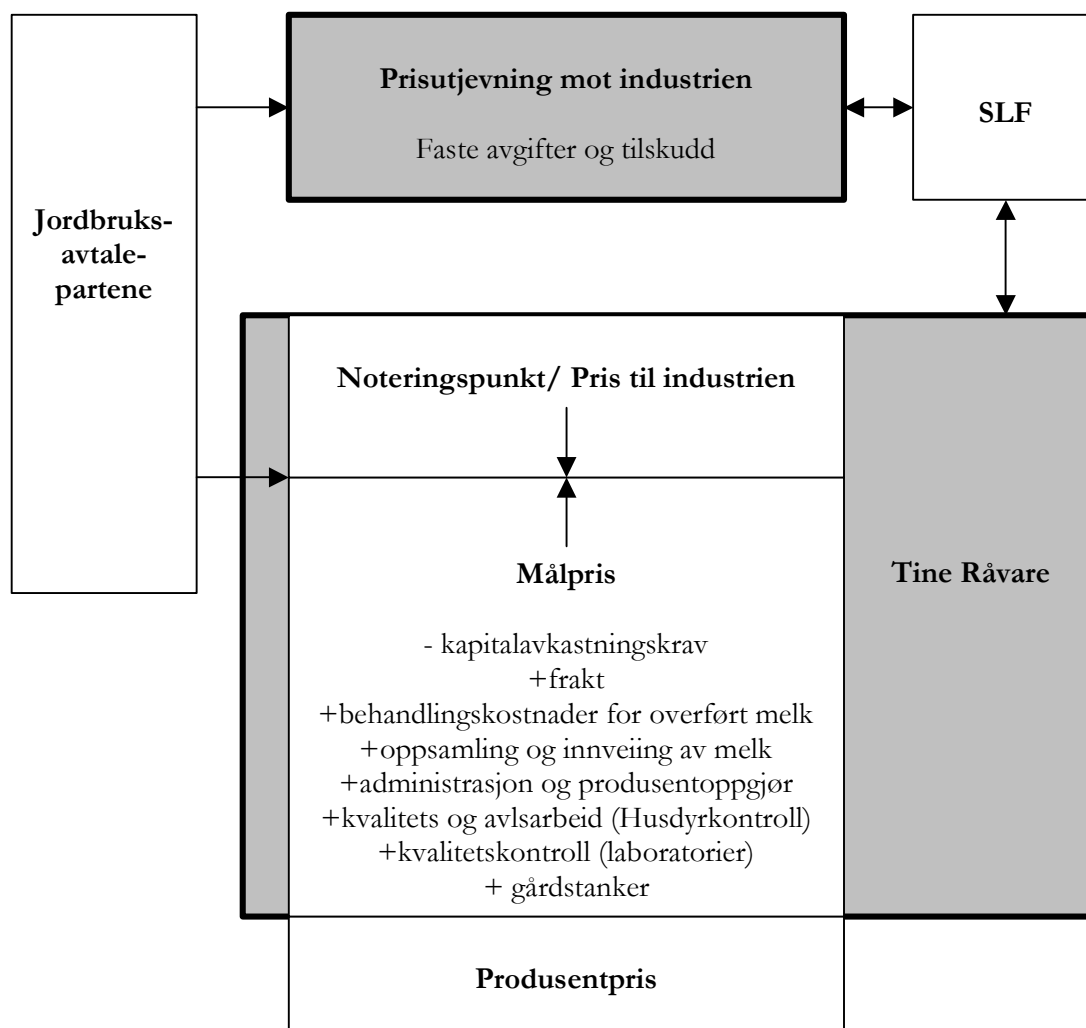 Prisutjevning mot industrien
Faste avgifter og tilskudd
SLF
Jordbruks-
avtale-
partene
Noteringspunkt/ Pris til industrien
Målpris
- kapitalavkastningskrav
+frakt
+behandlingskostnader for overført melk
+oppsamling og innveiing av melk
+administrasjon og produsentoppgjør
+kvalitets og avlsarbeid (Husdyrkontroll)
+kvalitetskontroll (laboratorier)
+ gårdstanker
Tine Råvare
Produsentpris